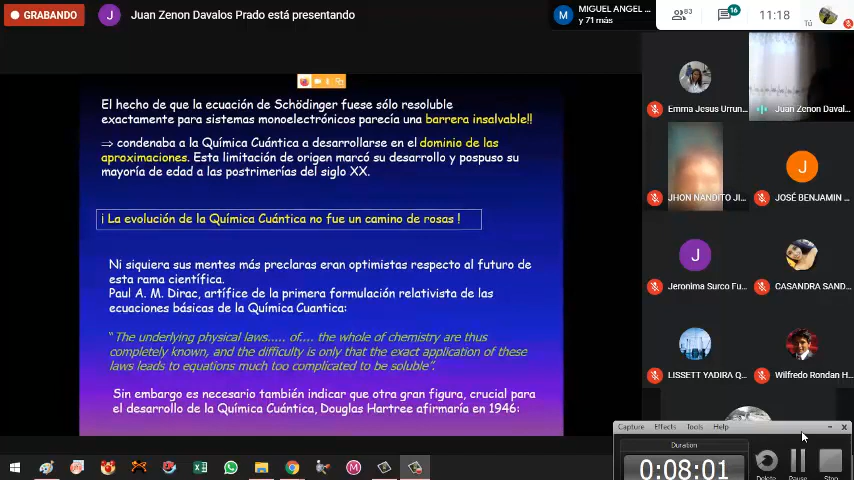 GRABANDO
J
Juan Zenon Davalos Prado está presentando
M
MIGUEL ANGEL ...
y 71 más
83
16
11:18
Tú
El hecho de que la ecuación de Schödinger fuese sólo resoluble
exactamente para sistemas monoelectrónicos parecía una barrera insalvable!!
⇒ condenaba a la Química Cuántica a desarrollarse en el dominio de las
aproximaciones. Esta limitación de origen marcó su desarrollo y pospuso su
mayoría de edad a las postrimerías del siglo XX.
¡ La evolución de la Química Cuántica no fue un camino de rosas !
Ni siquiera sus mentes más preclaras eran optimistas respecto al futuro de
esta rama científica.
Paul A. M. Dirac, artífice de la primera formulación relativista de las
ecuaciones básicas de la Química Cuantica:
"The underlying physical laws..... of.... the whole of chemistry are thus
completely known, and the difficulty is only that the exact application of these
laws leads to equations much too complicated to be soluble".
Sin embargo es necesario también indicar que otra gran figura, crucial para
el desarrollo de la Química Cuántica, Douglas Hartree afirmaría en 1946:
Emma Jesus Urrun...
Juan Zenon Daval...
JHON NANDITO JI...
J
JOSÉ BENJAMIN ...
J
Jeronima Surco Fu...
CASANDRA SAND...
LISSETT YADIRA Q...
Wilfredo Rondan H...
Capture Effects Tools Help
Duration
0:08:01
Delete Pause Stop